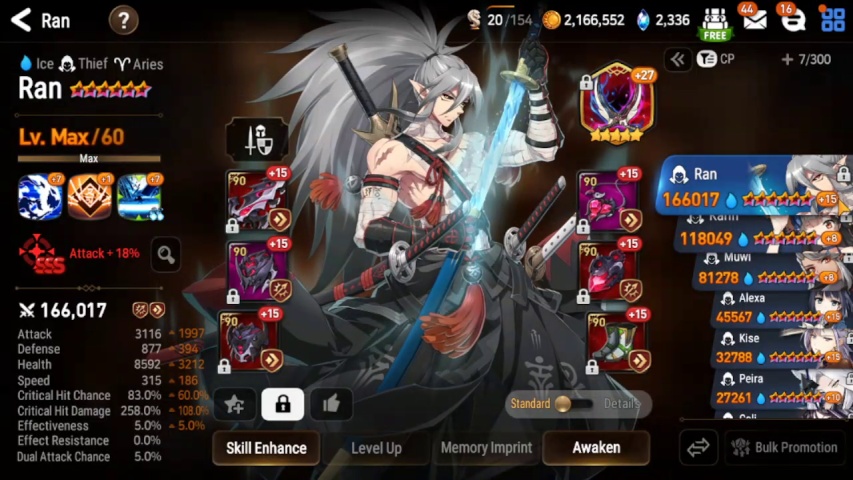 Ran
?
20/154
2,166,552
2,336
FREE
44
16
Ice Thief Aries
Ran
Lv. Max/60
Max
+7
+7
SSS
Attack + 18%
166,017
Attack 3116 1997
Defense 877 394
Health 8592 3212
Speed 315 186
Critical Hit Chance 83.0% 60.0%
Critical Hit Damage 258.0% 108.0%
Effectiveness 5.0% 5.0%
Effect Resistance 0.0%
Dual Attack Chance 5.0%
90 +15
90 +15
90 +15
+27
90 +15
90 +15
90 +15
Standard
Details
Skill Enhance
Level Up
Memory Imprint
Awaken
CP
+ 7/300
Ran
166017 +15
118049 +8
Muwi
81278 +8
Alexa
45567 +15
Kise
32788 +15
Peira
27261 +10
Bulk Promotion